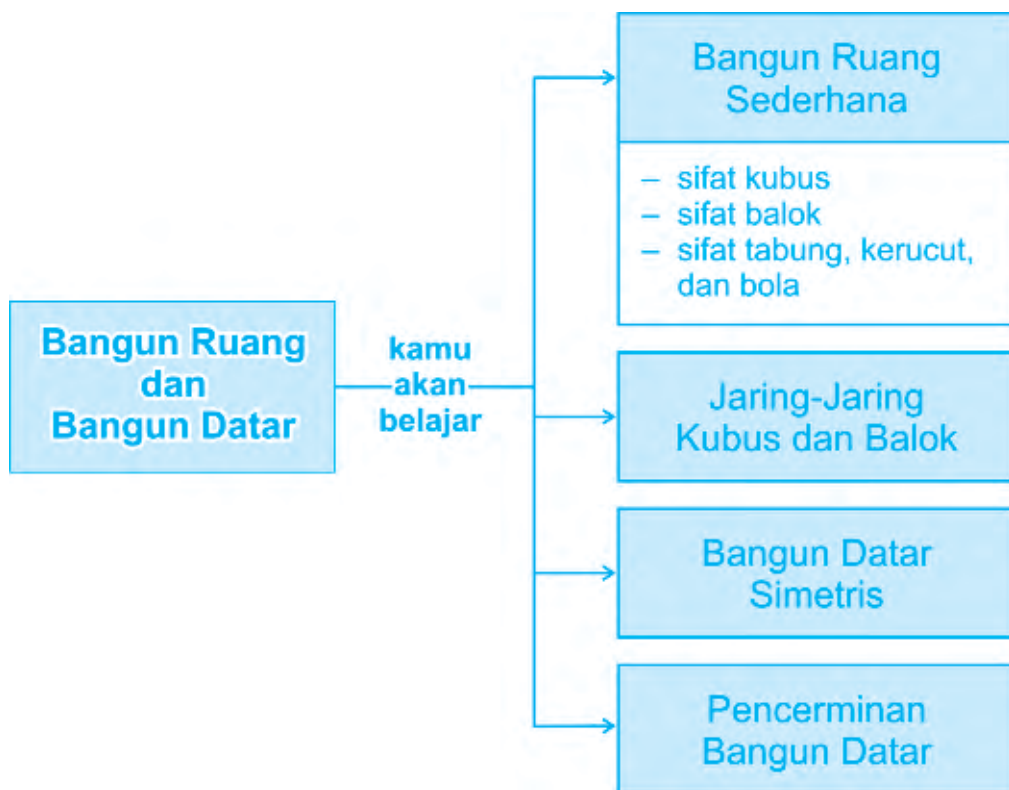 Bangun Ruang
dan
Bangun Datar
kamu
akan
belajar
Bangun Ruang
Sederhana
– sifat kubus
– sifat balok
– sifat tabung, kerucut,
dan bola
Jaring-Jaring
Kubus dan Balok
Bangun Datar
Simetris
Pencerminan
Bangun Datar